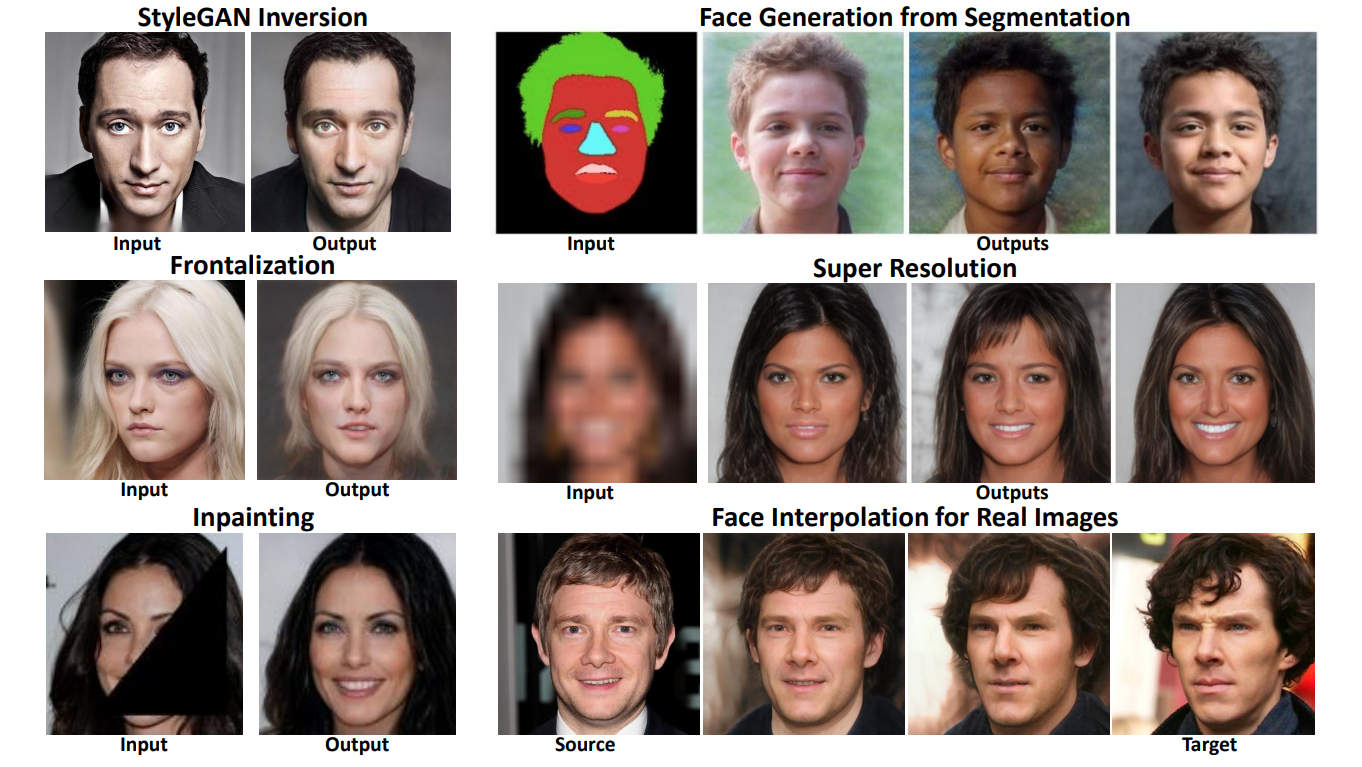 StyleGAN Inversion
Face Generation from Segmentation
Input
Output
Input
Outputs
Frontalization
Super Resolution
Input
Output
Input
Outputs
Inpainting
Face Interpolation for Real Images
Input
Output
Source
Target